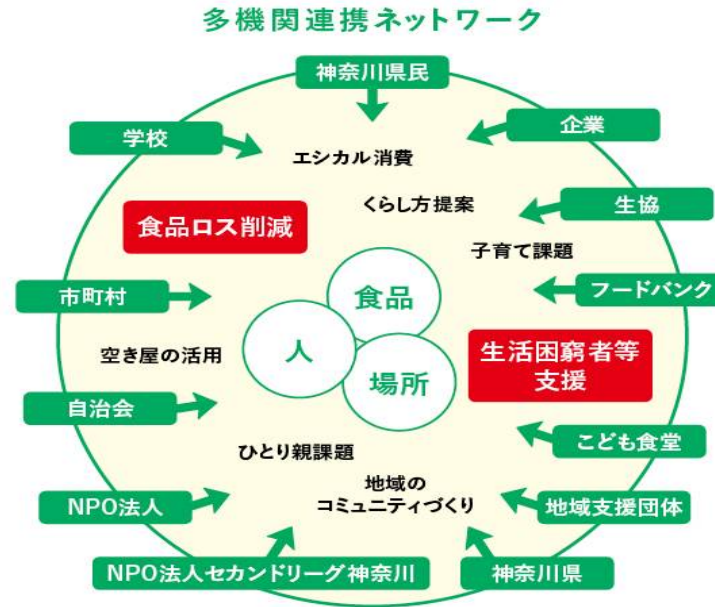 多機関連携ネットワーク
神奈川県民
学校
企業
エシカル消費
くらし方提案
生協
食品ロス削減
子育て課題
市町村
食品
フードバンク
人
空き屋の活用
場所
生活困窮者等
支援
自治会
こども食堂
ひとり親課題
地域の
コミュニティづくり
NPO法人
地域支援団体
NPO法人セカンドリーグ神奈川
神奈川県